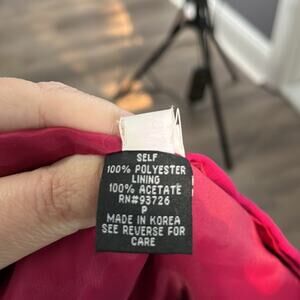 SELF
100% POLYESTER
LINING
100% ACETATE
RN#93726
P
MADE IN KOREA
SEE REVERSE FOR
CARE